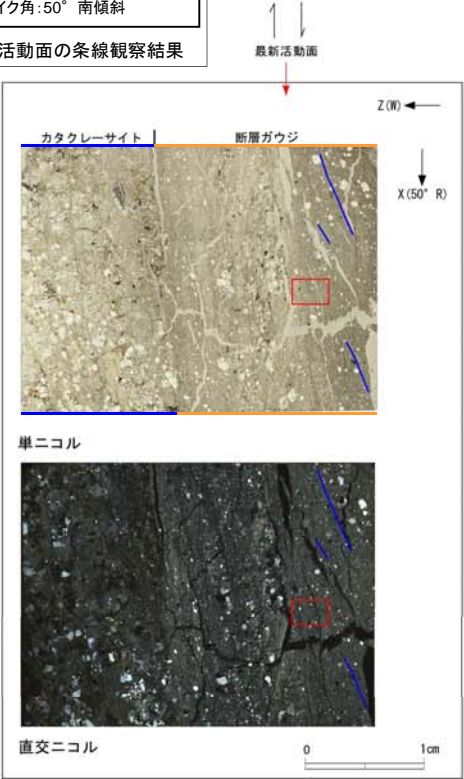 イク角:50°南傾斜
活動面の条線観察結果
最新活動面
Z(W)
カタクレーサイト
断層ガウジ
X(50°R)
単ニコル
直交ニコル
0
1cm